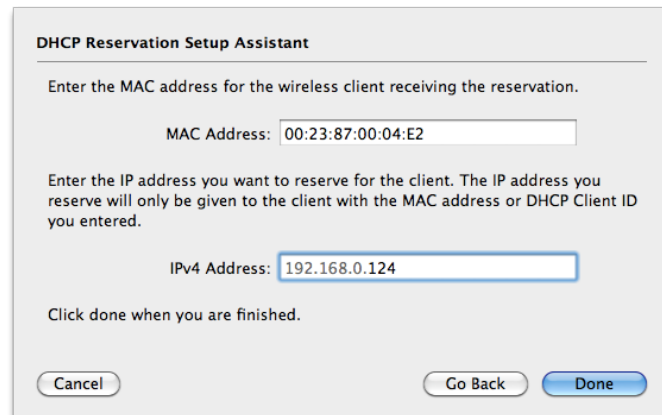 DHCP Reservation Setup Assistant
Enter the MAC address for the wireless client receiving the reservation.
MAC Address: 00:23:87:00:04:E2
Enter the IP address you want to reserve for the client. The IP address you
reserve will only be given to the client with the MAC address or DHCP Client ID
you entered.
IPv4 Address: 192.168.0.124
Click done when you are finished.
Cancel Go Back Done